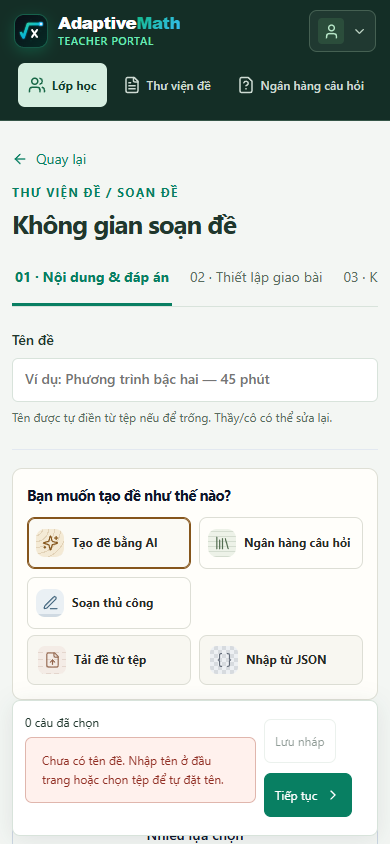 AdaptiveMath
TEACHER PORTAL
Lớp học
Thư viện đề
Ngân hàng câu hỏi
Quay lại
THƯ VIỆN ĐỀ / SOẠN ĐỀ
Không gian soạn đề
01 · Nội dung & đáp án
02 · Thiết lập giao bài
03 · K
Tên đề
Ví dụ: Phương trình bậc hai — 45 phút
Tên được tự điền từ tệp nếu để trống. Thầy/cô có thể sửa lại.
Bạn muốn tạo đề như thế nào?
Tạo đề bằng AI
Ngân hàng câu hỏi
Soạn thủ công
Tải đề từ tệp
Nhập từ JSON
0 câu đã chọn
Chưa có tên đề. Nhập tên ở đầu
trang hoặc chọn tệp để tự đặt tên.
Lưu nháp
Tiếp tục
Nhiều lựa chọn